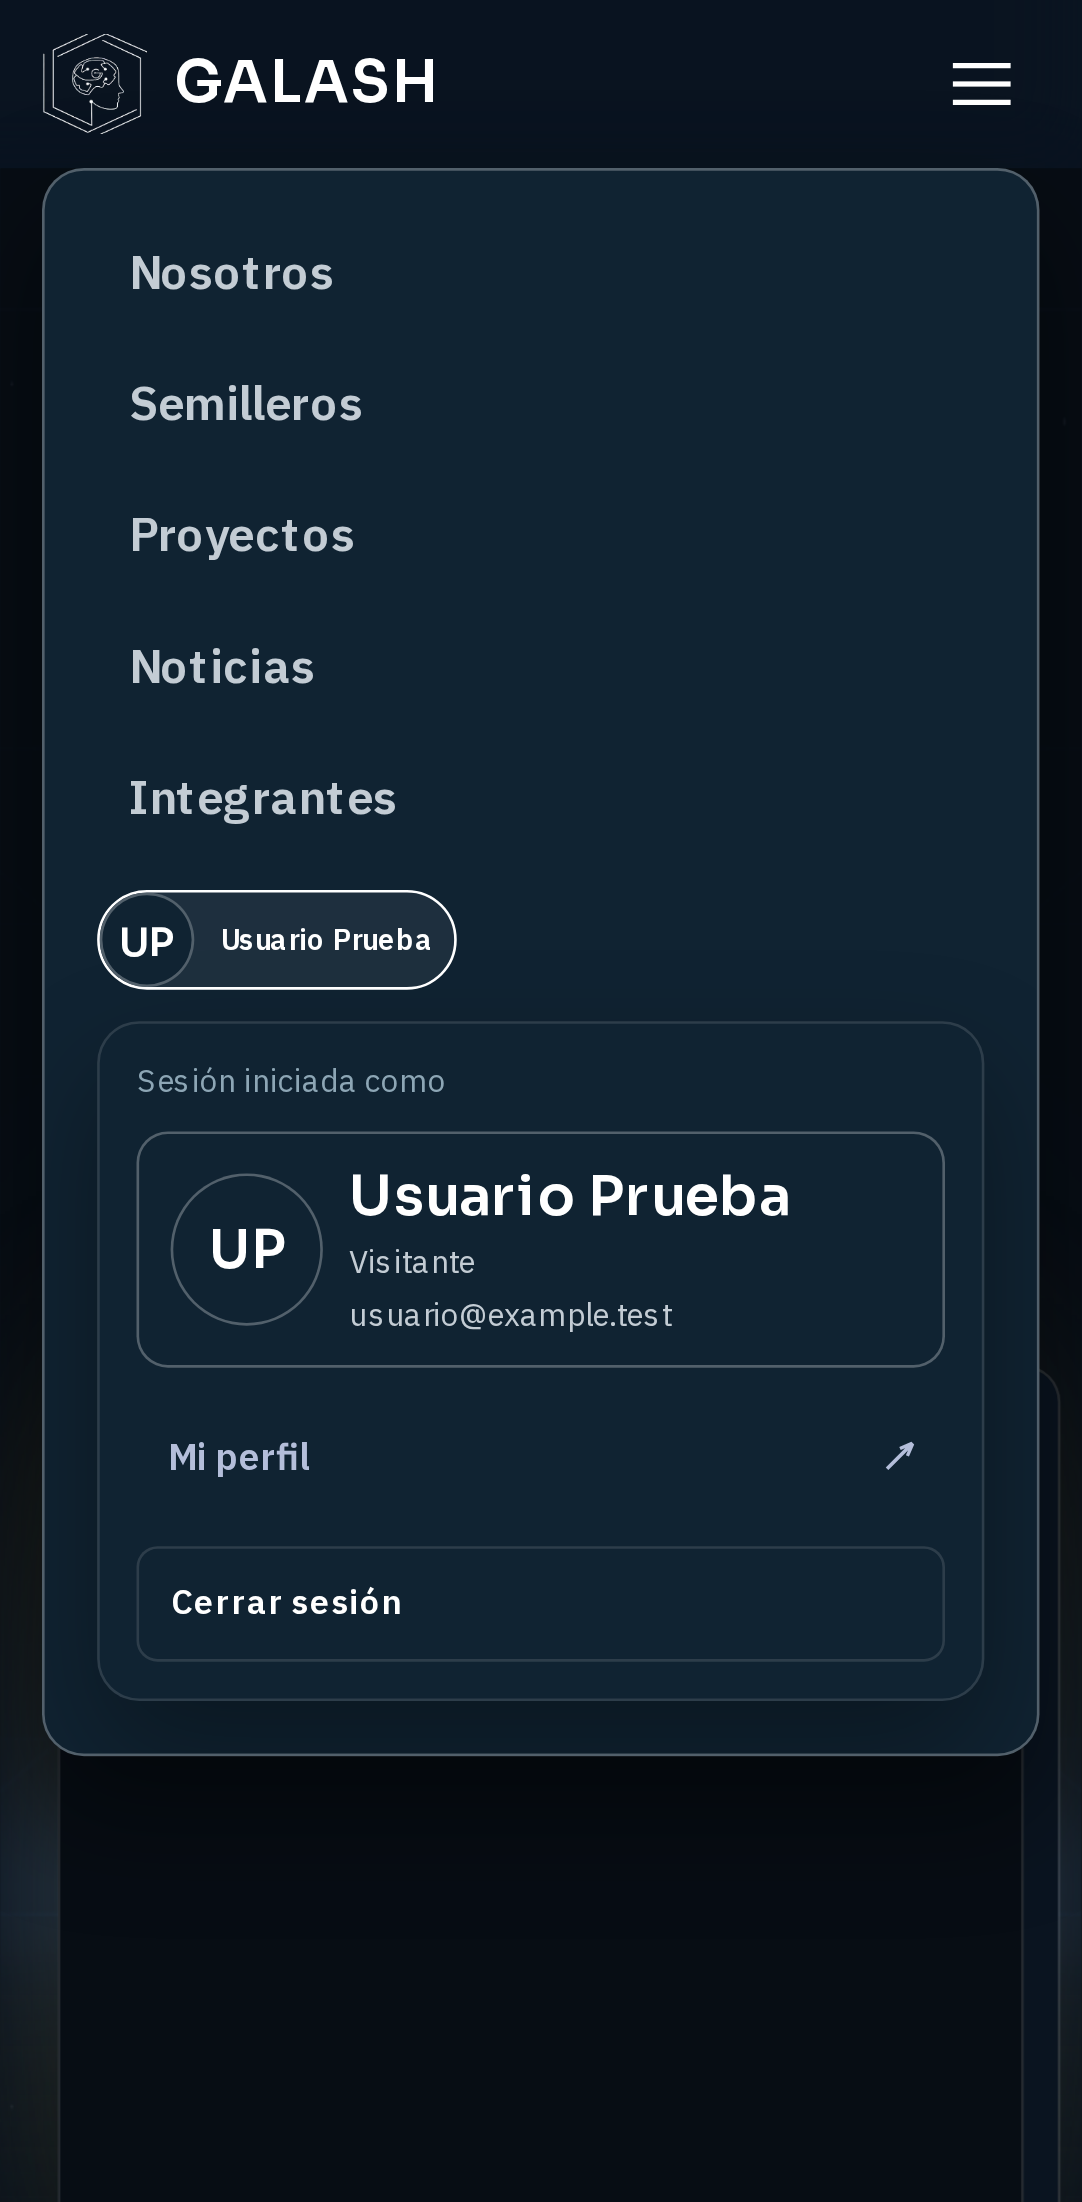 GALASH
Nosotros
Semilleros
Proyectos
Noticias
Integrantes
UP Usuario Prueba
Sesión iniciada como
UP
Usuario Prueba
Visitante
usuario@example.test
Mi perfil
Cerrar sesión